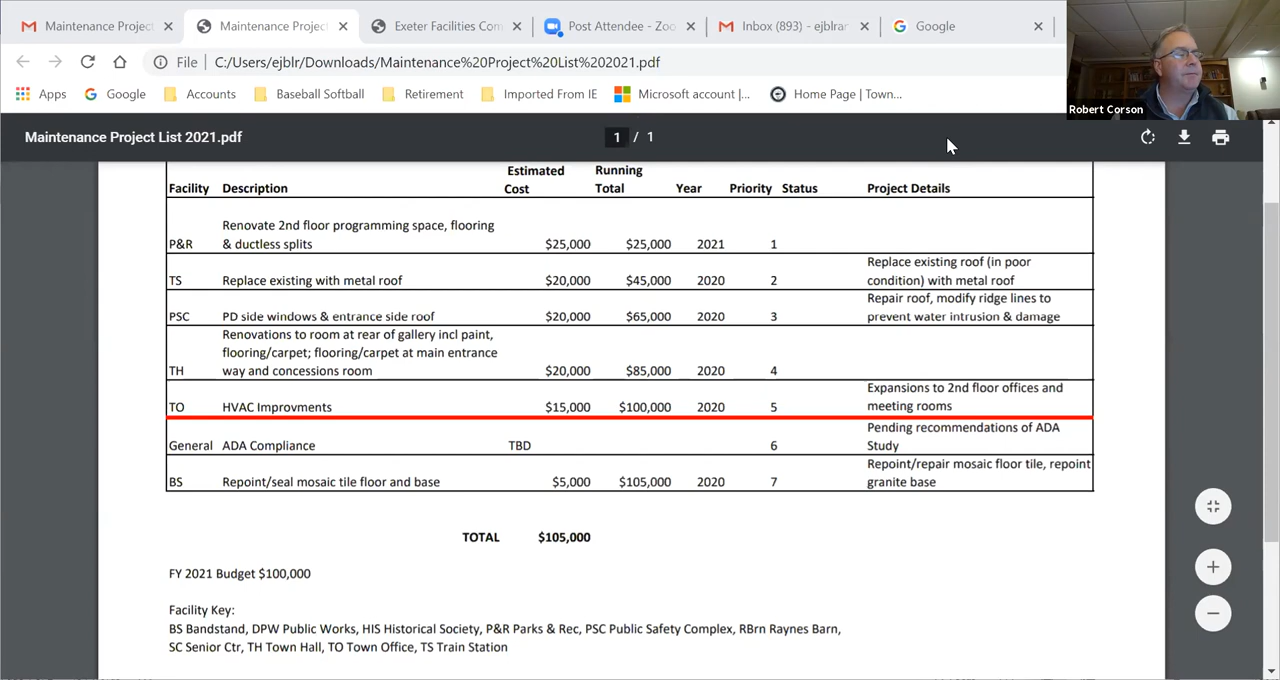 Maintenance Project
Maintenance Projec
Exeter Facilities Com
Post Attendee - Zoo
Inbox (893) - ejblrar
Google
File
C:/Users/ejblr/Downloads/Maintenance%20Project%20List%202021.pdf
Apps
Google
Accounts
Baseball Softball
Retirement
Imported From IE
Microsoft account |...
Home Page | Town...
Robert Corson
Maintenance Project List 2021.pdf
1 / 1
Estimated Running
Facility Description Cost Total Year Priority Status Project Details
Renovate 2nd floor programming space, flooring
P&R & ductless splits $25,000 $25,000 2021 1
Replace existing roof (in poor
TS Replace existing with metal roof $20,000 $45,000 2020 2 condition) with metal roof
Repair roof, modify ridge lines to
PSC PD side windows & entrance side roof $20,000 $65,000 2020 3 prevent water intrusion & damage
Renovations to room at rear of gallery incl paint,
flooring/carpet; flooring/carpet at main entrance
TH way and concessions room $20,000 $85,000 2020 4
Expansions to 2nd floor offices and
TO HVAC Improvments $15,000 $100,000 2020 5 meeting rooms
Pending recommendations of ADA
General ADA Compliance TBD 6 Study
Repoint/repair mosaic floor tile, repoint
BS Repoint/seal mosaic tile floor and base $5,000 $105,000 2020 7 granite base
TOTAL $105,000
FY 2021 Budget $100,000
Facility Key:
BS Bandstand, DPW Public Works, HIS Historical Society, P&R Parks & Rec, PSC Public Safety Complex, RBrn Raynes Barn,
SC Senior Ctr, TH Town Hall, TO Town Office, TS Train Station